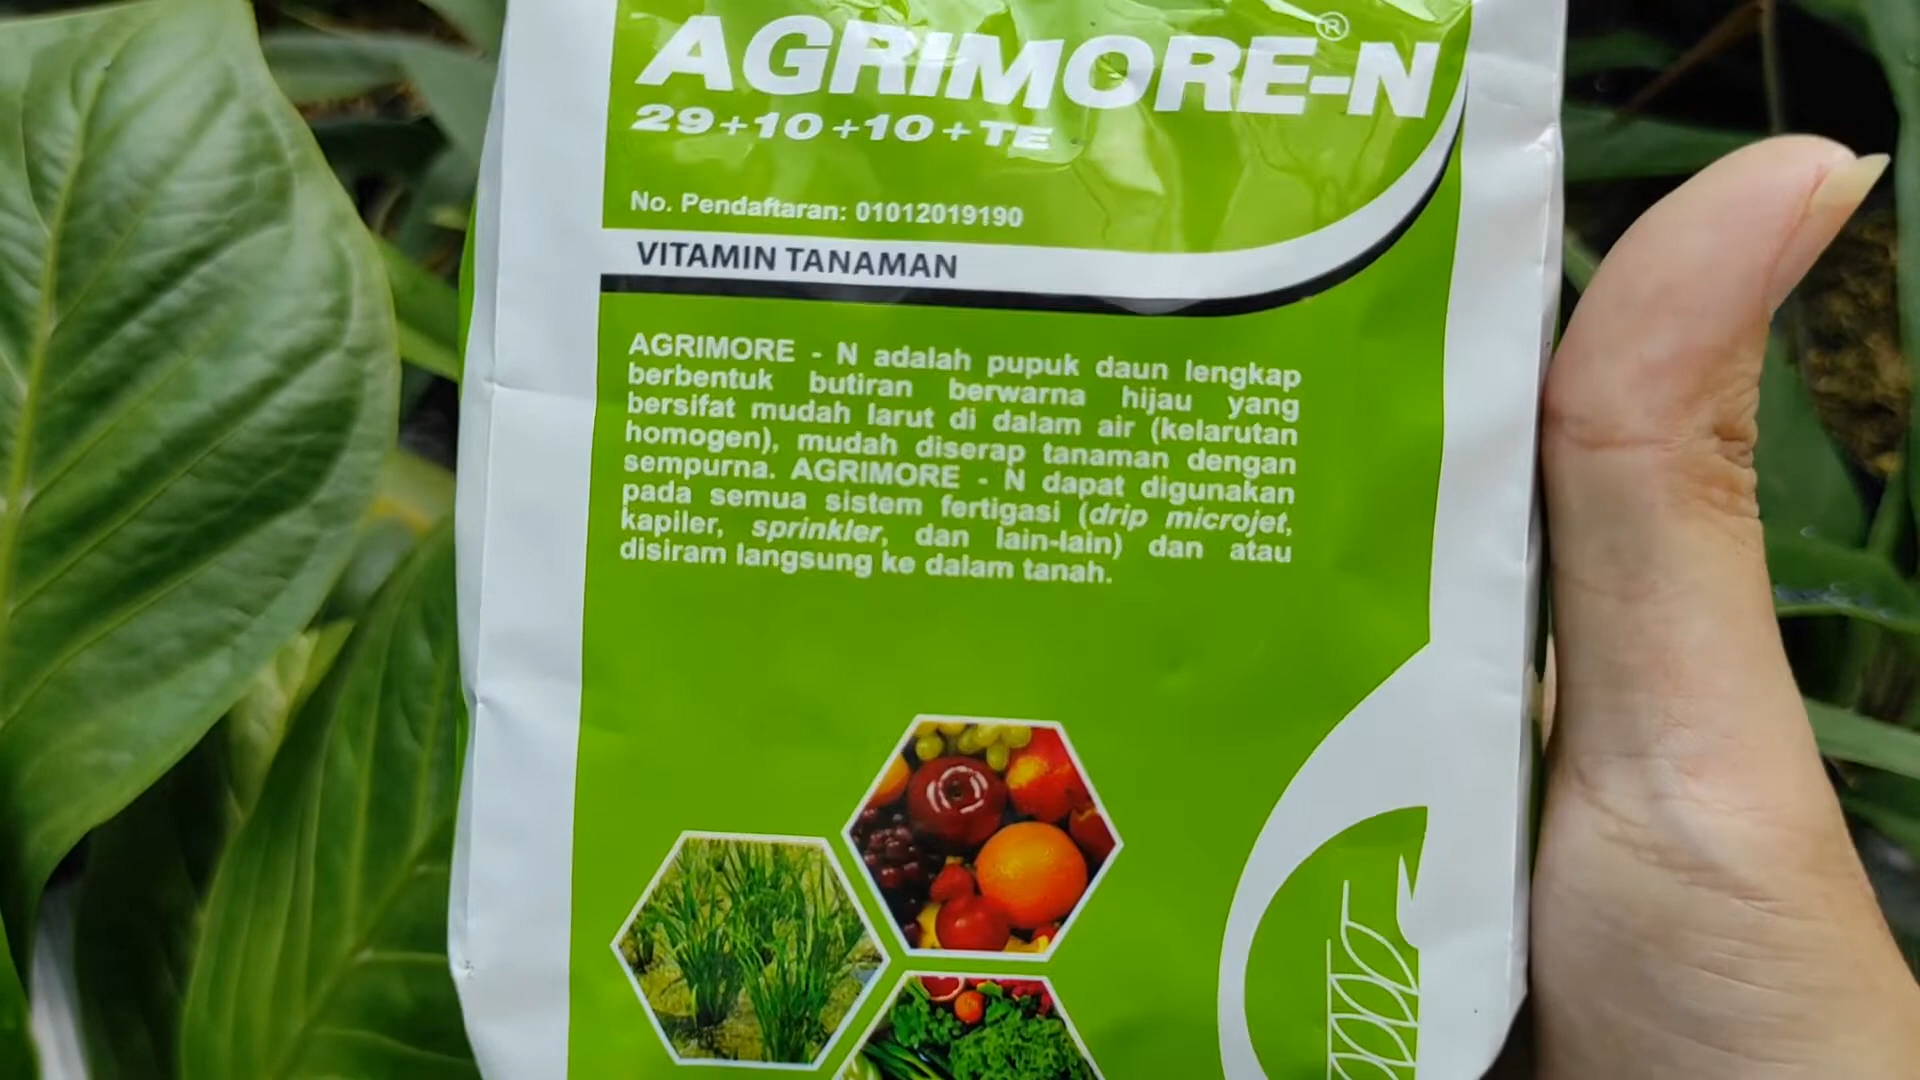 AGRIMORE-N®
29+10+10+TE
No. Pendaftaran: 01012019190
VITAMIN TANAMAN
AGRIMORE - N adalah pupuk daun lengkap
berbentuk butiran berwarna hijau yang
bersifat mudah larut di dalam air (kelarutan
homogen), mudah diserap tanaman dengan
sempurna. AGRIMORE - N dapat digunakan
pada semua sistem fertigasi (drip microjet,
kapiler, sprinkler, dan lain-lain) dan atau
disiram langsung ke dalam tanah.